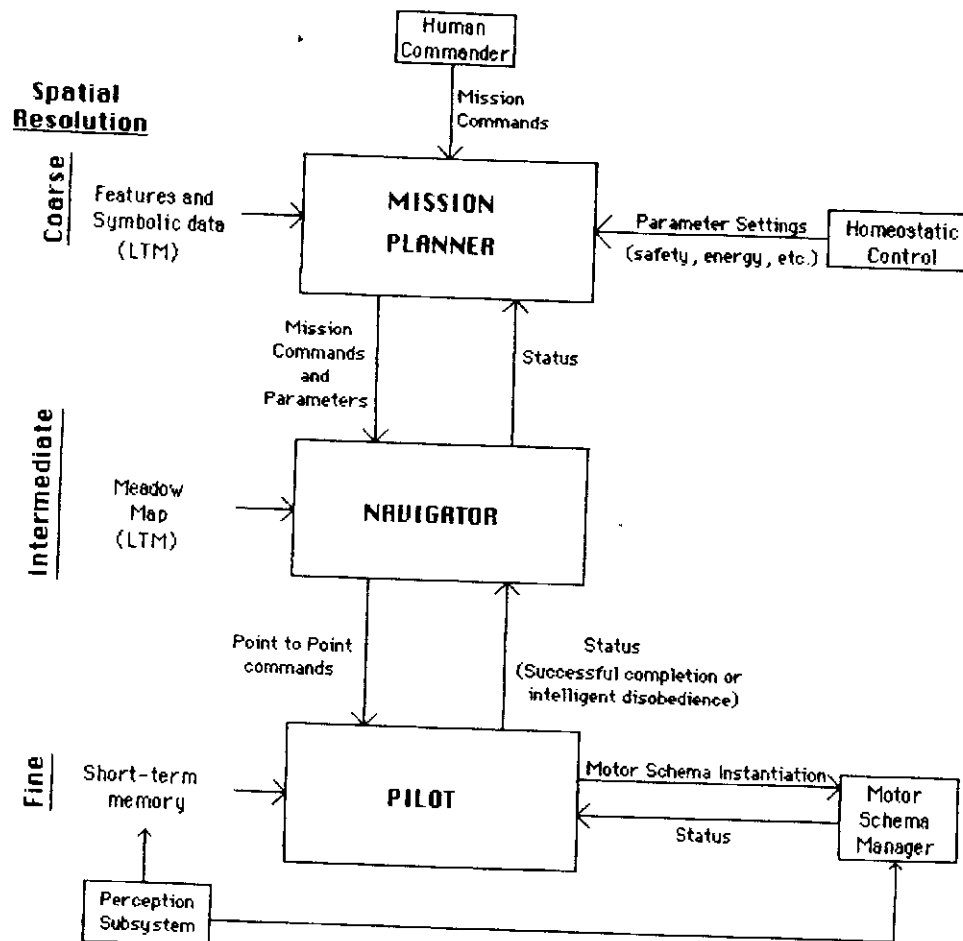 Human
Commander
Spatial
Resolution
Mission
Commands
Coarse
Features and
Symbolic data
(LTM)
MISSION
PLANNER
Parameter Settings
(safety, energy, etc.)
Homeostatic
Control
Mission
Commands
and
Parameters
Status
Intermediate
Meadow
Map
(LTM)
NAVIGATOR
Point to Point
commands
Status
(Successful completion or
intelligent disobedience)
Fine
Short-term
memory
PILOT
Motor Schema Instantiation
Status
Motor
Schema
Manager
Perception
Subsystem